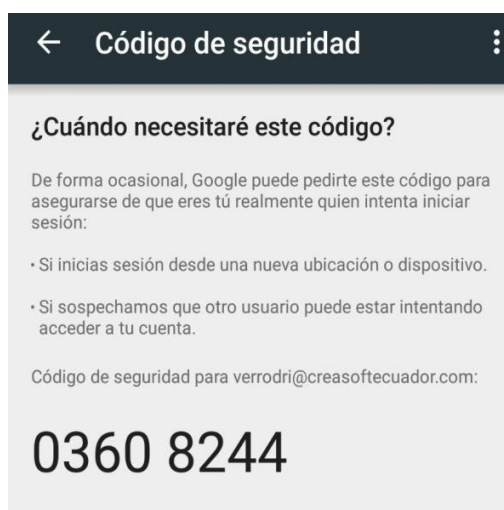 Código de seguridad
¿Cuándo necesitaré este código?
De forma ocasional, Google puede pedirte este código para
asegurarse de que eres tú realmente quien intenta iniciar
sesión:
· Si inicias sesión desde una nueva ubicación o dispositivo.
· Si sospechamos que otro usuario puede estar intentando
acceder a tu cuenta.
Código de seguridad para verrodri@creasoftecuador.com:
0360 8244